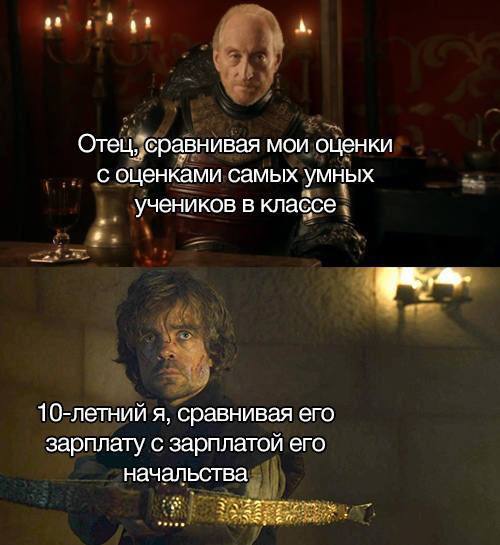 Отец, сравнивая мои оценки
с оценками самых умных
учеников в классе
10-летний я, сравнивая его
зарплату с зарплатой его
начальства